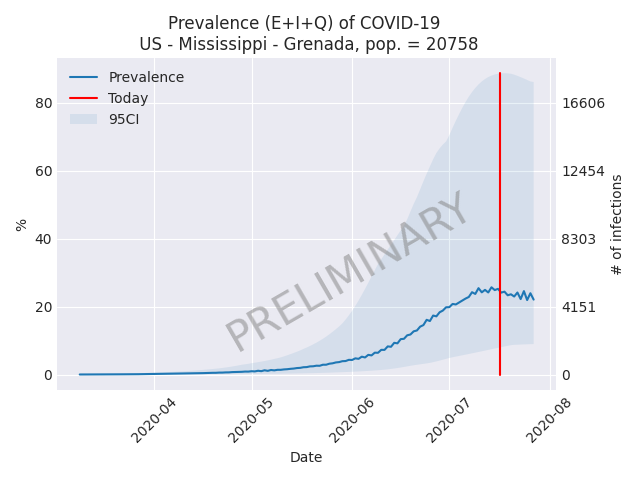 Prevalence (E+I+Q) of COVID-19
US - Mississippi - Grenada, pop. = 20758
Prevalence
Today
95CI
80
60
40
20
0
%
16606
12454
8303
4151
0
# of infections
PRELIMINARY
2020-04
2020-05
2020-06
2020-07
2020-08
Date